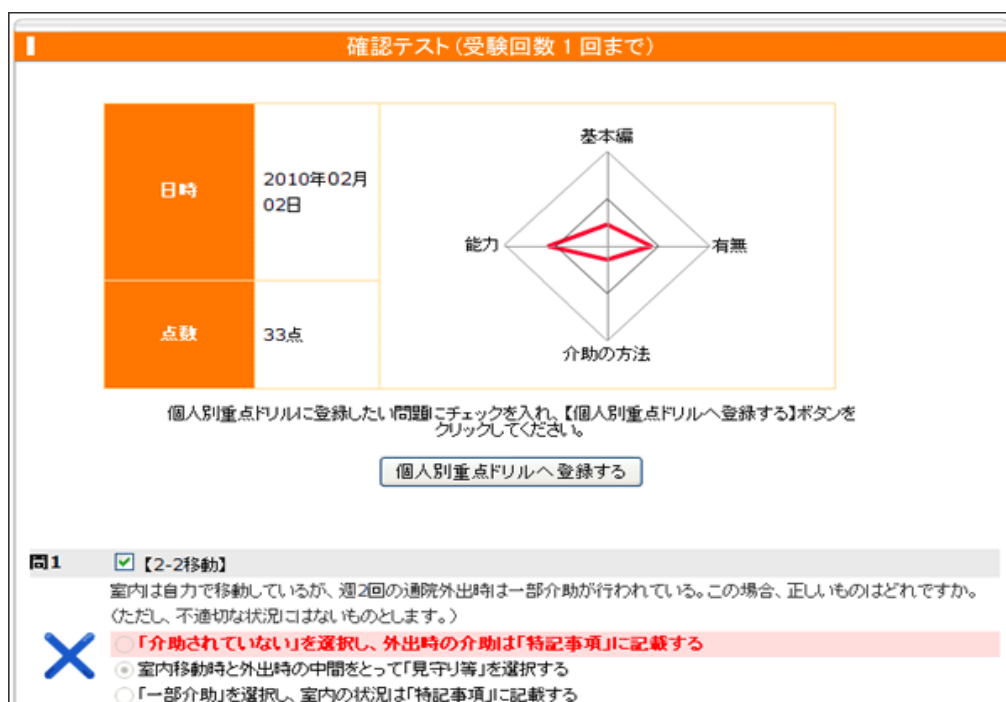 確認テスト(受験回数 1 回まで)
基本編
日時
2010年02月
02日
能力
有無
点数
33点
介助の方法
個人別重点ドリルに登録したい問題にチェックを入れ、【個人別重点ドリルへ登録する】ボタンを
クリックしてください。
個人別重点ドリルへ登録する
問1
【2-2移動】
室内は自力で移動しているが、週2回の通院外出時は一部介助が行われている。この場合、正しいものはどれですか。
(ただし、不適切な状況にはないものとします。)
「介助されていない」を選択し、外出時の介助は「特記事項」に記載する
室内移動時と外出時の中間をとって「見守り等」を選択する
「一部介助」を選択し、室内の状況は「特記事項」に記載する